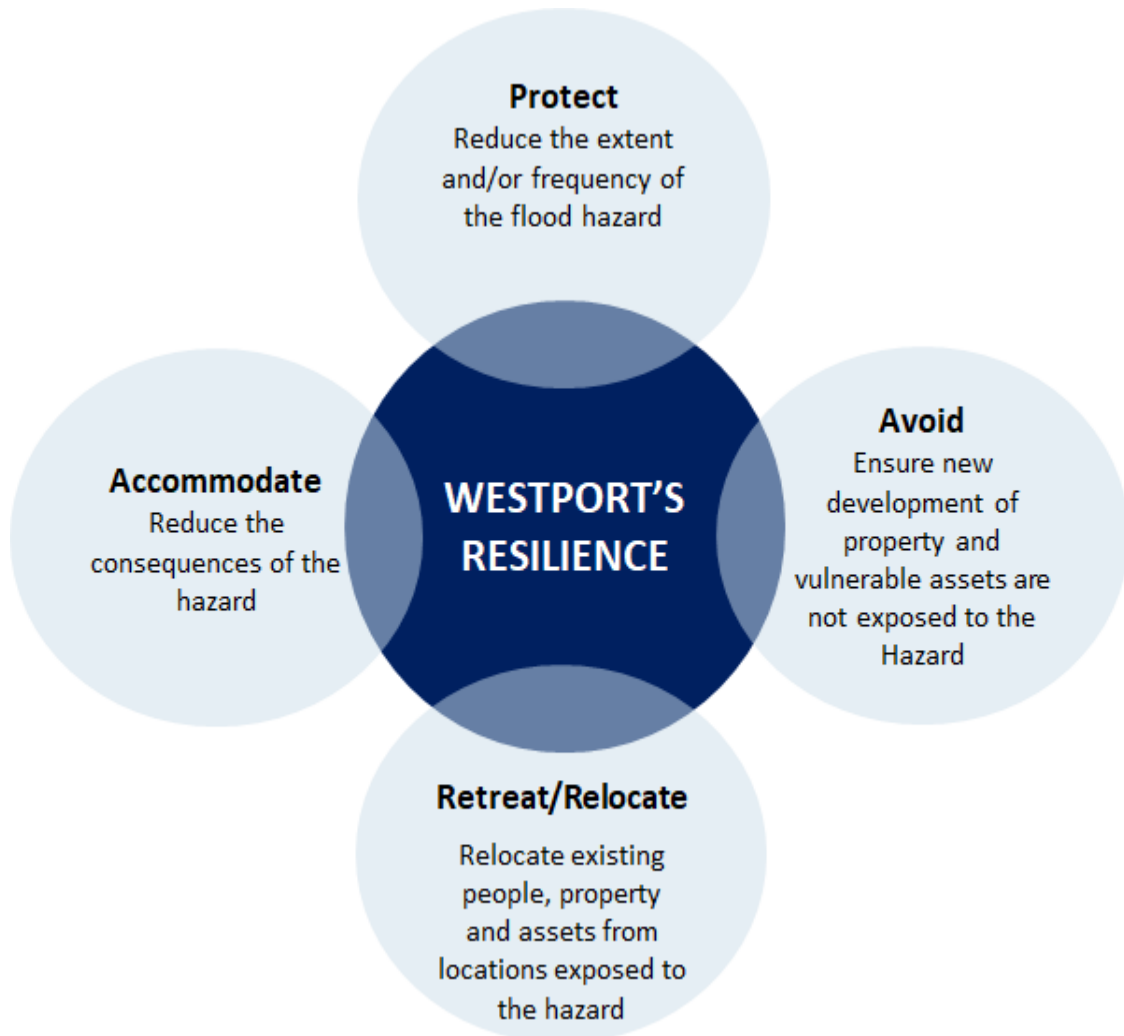 Protect
Reduce the extent
and/or frequency of
the flood hazard
Accommodate
Reduce the
consequences of the
hazard
WESTPORT'S
RESILIENCE
Avoid
Ensure new
development of
property and
vulnerable assets are
not exposed to the
Hazard
Retreat/Relocate
Relocate existing
people, property
and assets from
locations exposed to
the hazard